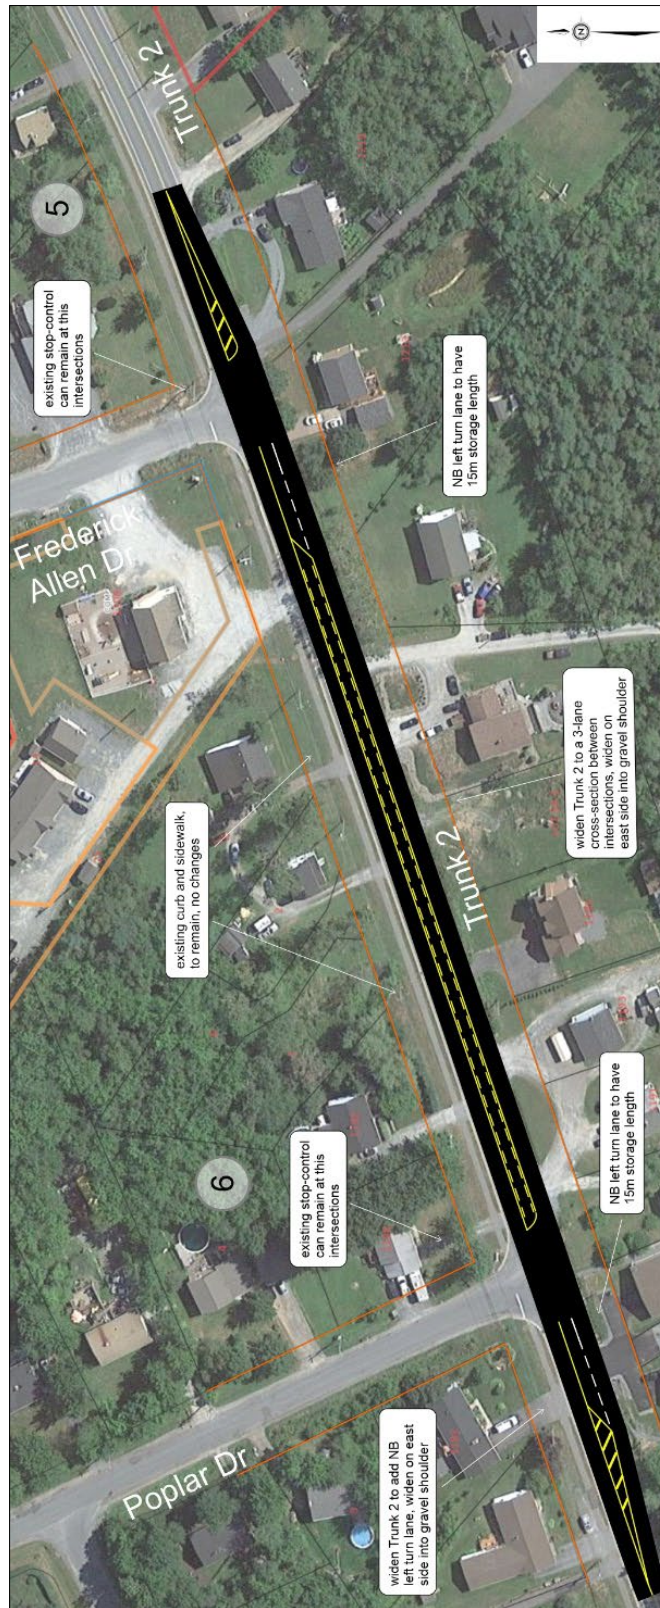 Frederick
Allen Dr
existing stop-control
can remain at this
intersections
5
Trunk 2
existing curb and sidewalk,
to remain, no changes
6
existing stop-control
can remain at this
intersections
Poplar Dr
widen Trunk 2 to add NB
left turn lane, widen on east
side into gravel shoulder
NB left turn lane to have
15m storage length
Trunk 2
widen Trunk 2 to a 3-lane
cross-section between
intersections, widen on
east side into gravel shoulder
NB left turn lane to have
15m storage length
N